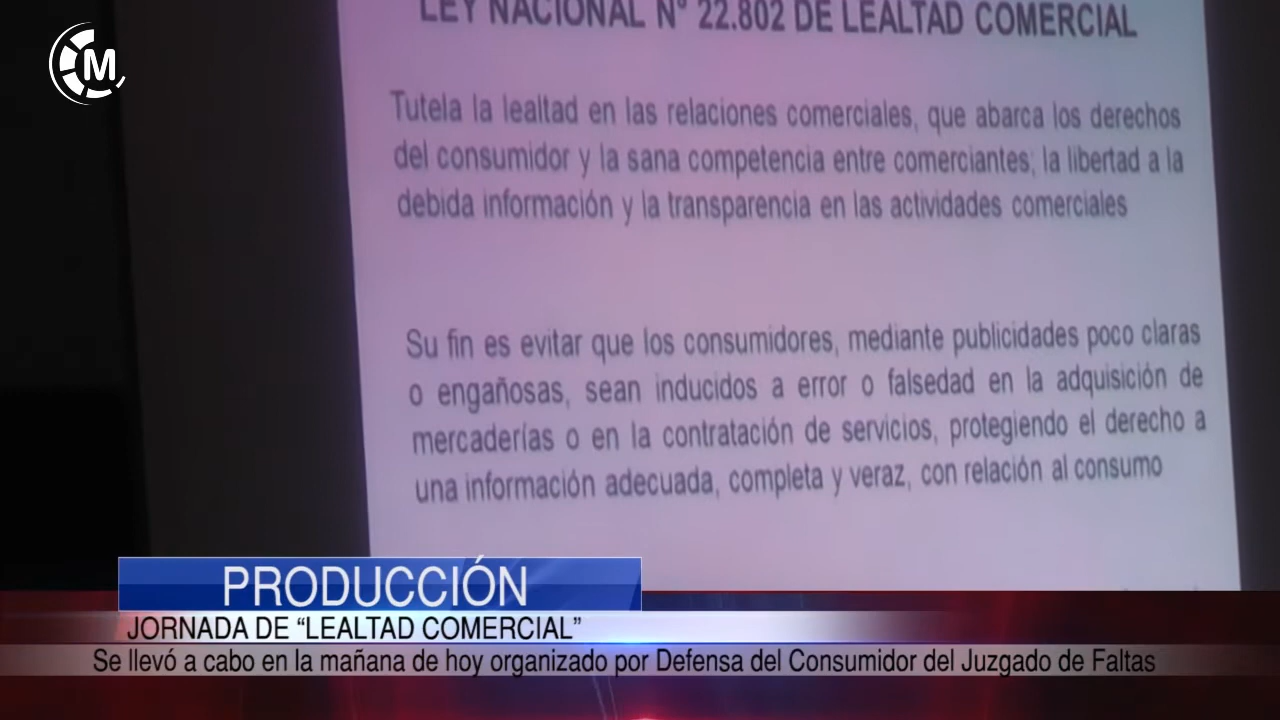 M
LEY NACIONAL Nº 22.802 DE LEALTAD COMERCIAL
Tutela la lealtad en las relaciones comerciales, que abarca los derechos
del consumidor y la sana competencia entre comerciantes; la libertad a la
debida información y la transparencia en las actividades comerciales
Su fin es evitar que los consumidores, mediante publicidades poco claras
o engañosas, sean inducidos a error o falsedad en la adquisición de
mercaderías o en la contratación de servicios, protegiendo el derecho a
una información adecuada, completa y veraz, con relación al consumo
PRODUCCIÓN
JORNADA DE “LEALTAD COMERCIAL”
Se llevó a cabo en la mañana de hoy organizado por Defensa del Consumidor del Juzgado de Faltas